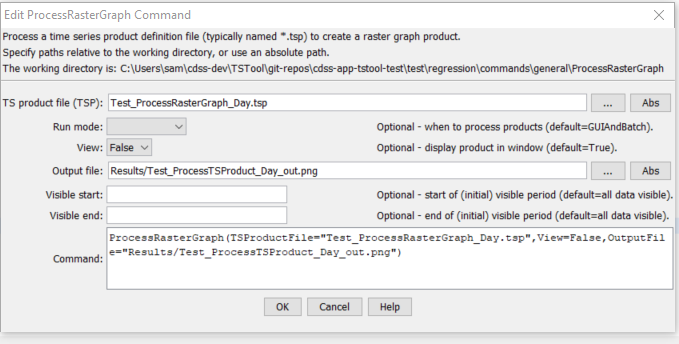 Edit ProcessRasterGraph Command
Process a time series product definition file (typically named *.tsp) to create a raster graph product.
Specify paths relative to the working directory, or use an absolute path.
The working directory is: C:\Users\sam\cdss-dev\TSTool\git-repos\cdss-app-tstool-test\test\regression\commands\general\ProcessRasterGraph
TS product file (TSP): Test_ProcessRasterGraph_Day.tsp ... Abs
Run mode: Optional - when to process products (default=GUIAndBatch).
View: False Optional - display product in window (default=True).
Output file: Results/Test_ProcessTSProduct_Day_out.png ... Abs
Visible start: Optional - start of (initial) visible period (default=all data visible).
Visible end: Optional - end of (initial) visible period (default=all data visible).
Command: ProcessRasterGraph(TSProductFile="Test_ProcessRasterGraph_Day.tsp",View=False,OutputFil
e="Results/Test_ProcessTSProduct_Day_out.png")
OK Cancel Help